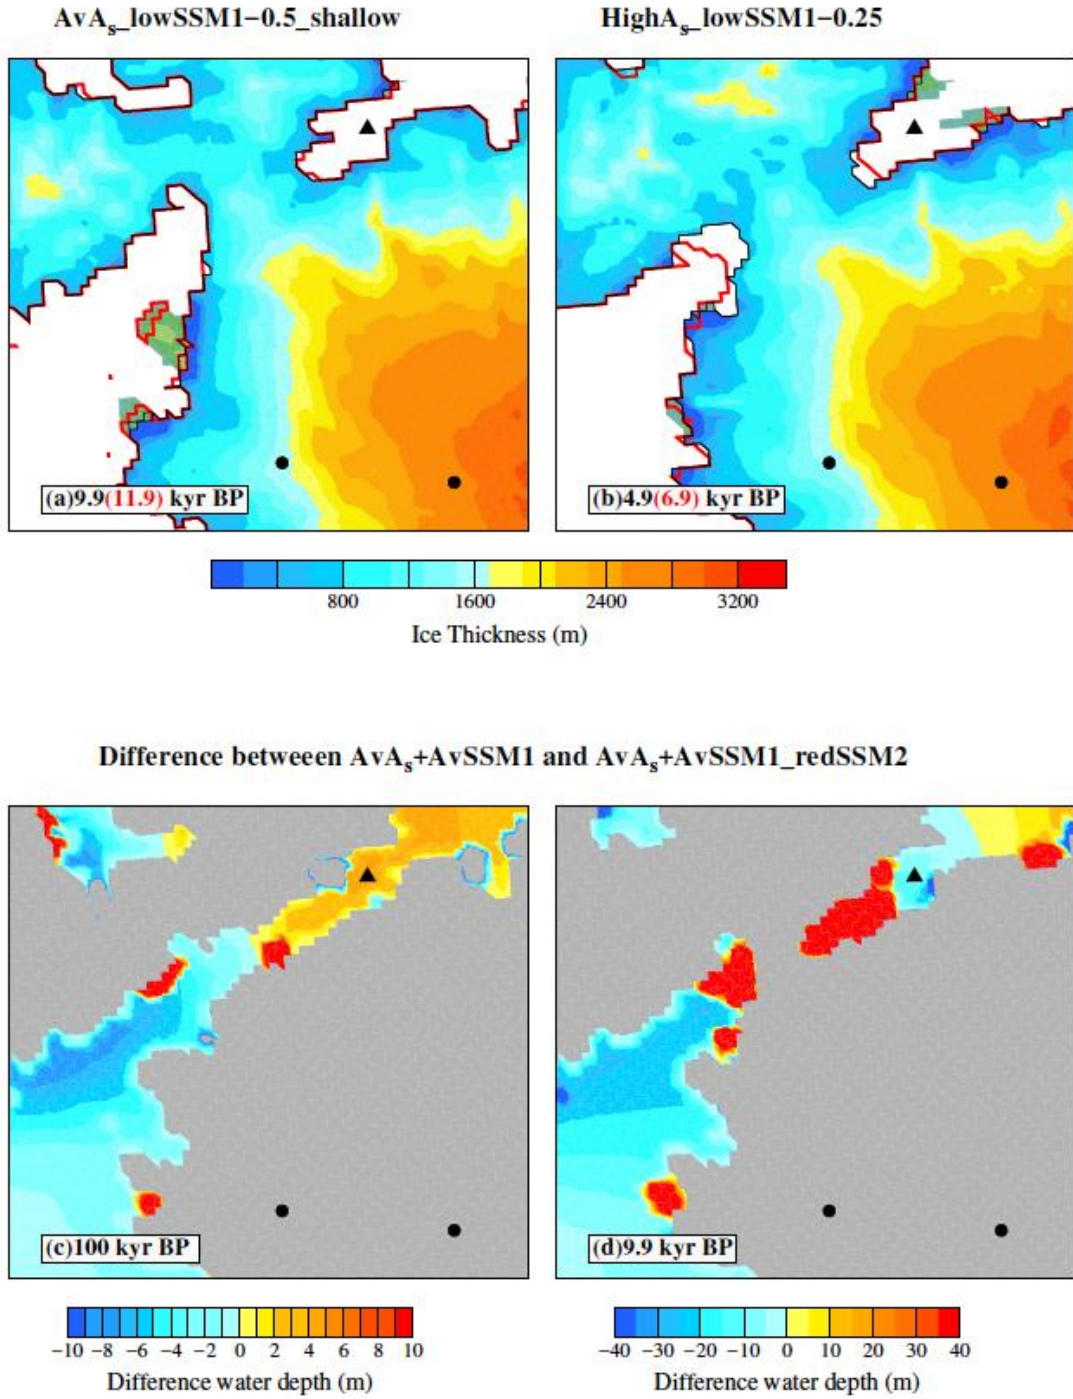 AvAs_lowSSM1−0.5_shallow
HighAs_lowSSM1−0.25
(a)9.9(11.9) kyr BP
(b)4.9(6.9) kyr BP
800 1600 2400 3200
Ice Thickness (m)
Difference betweeen AvAs+AvSSM1 and AvAs+AvSSM1_redSSM2
(c)100 kyr BP
(d)9.9 kyr BP
−10 −8 −6 −4 −2 0 2 4 6 8 10
Difference water depth (m)
−40 −30 −20 −10 0 10 20 30 40
Difference water depth (m)